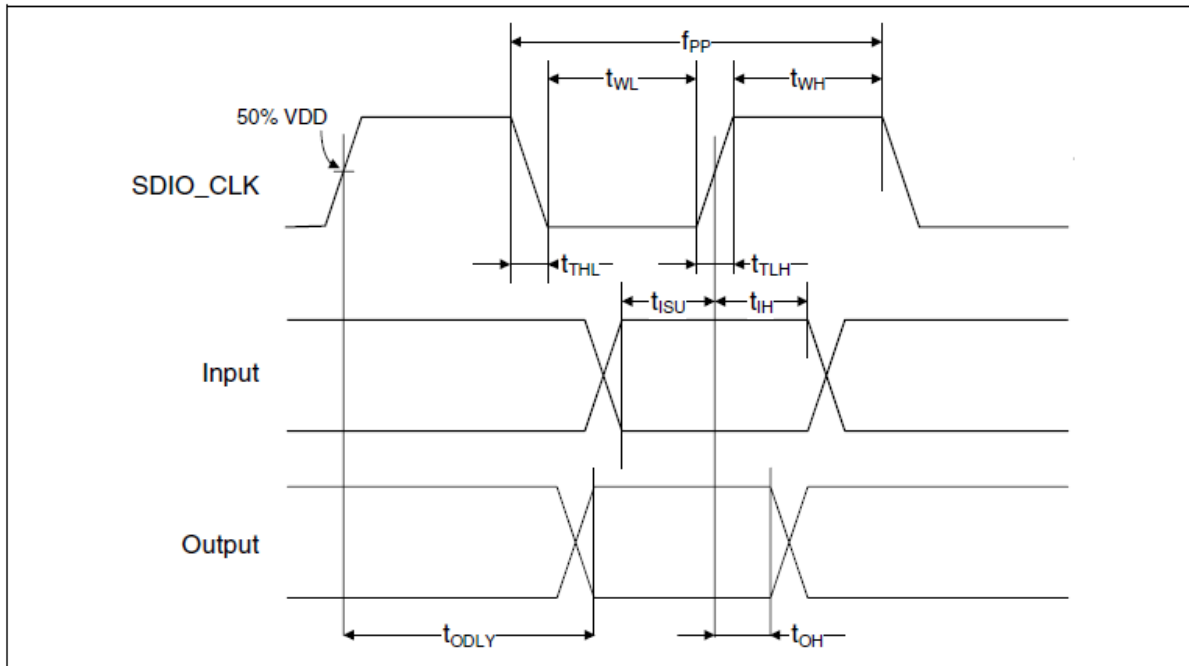 fPP
tWL
tWH
50% VDD
SDIO_CLK
tTHL
tTLH
tISU
tIH
Input
Output
tODLY
tOH